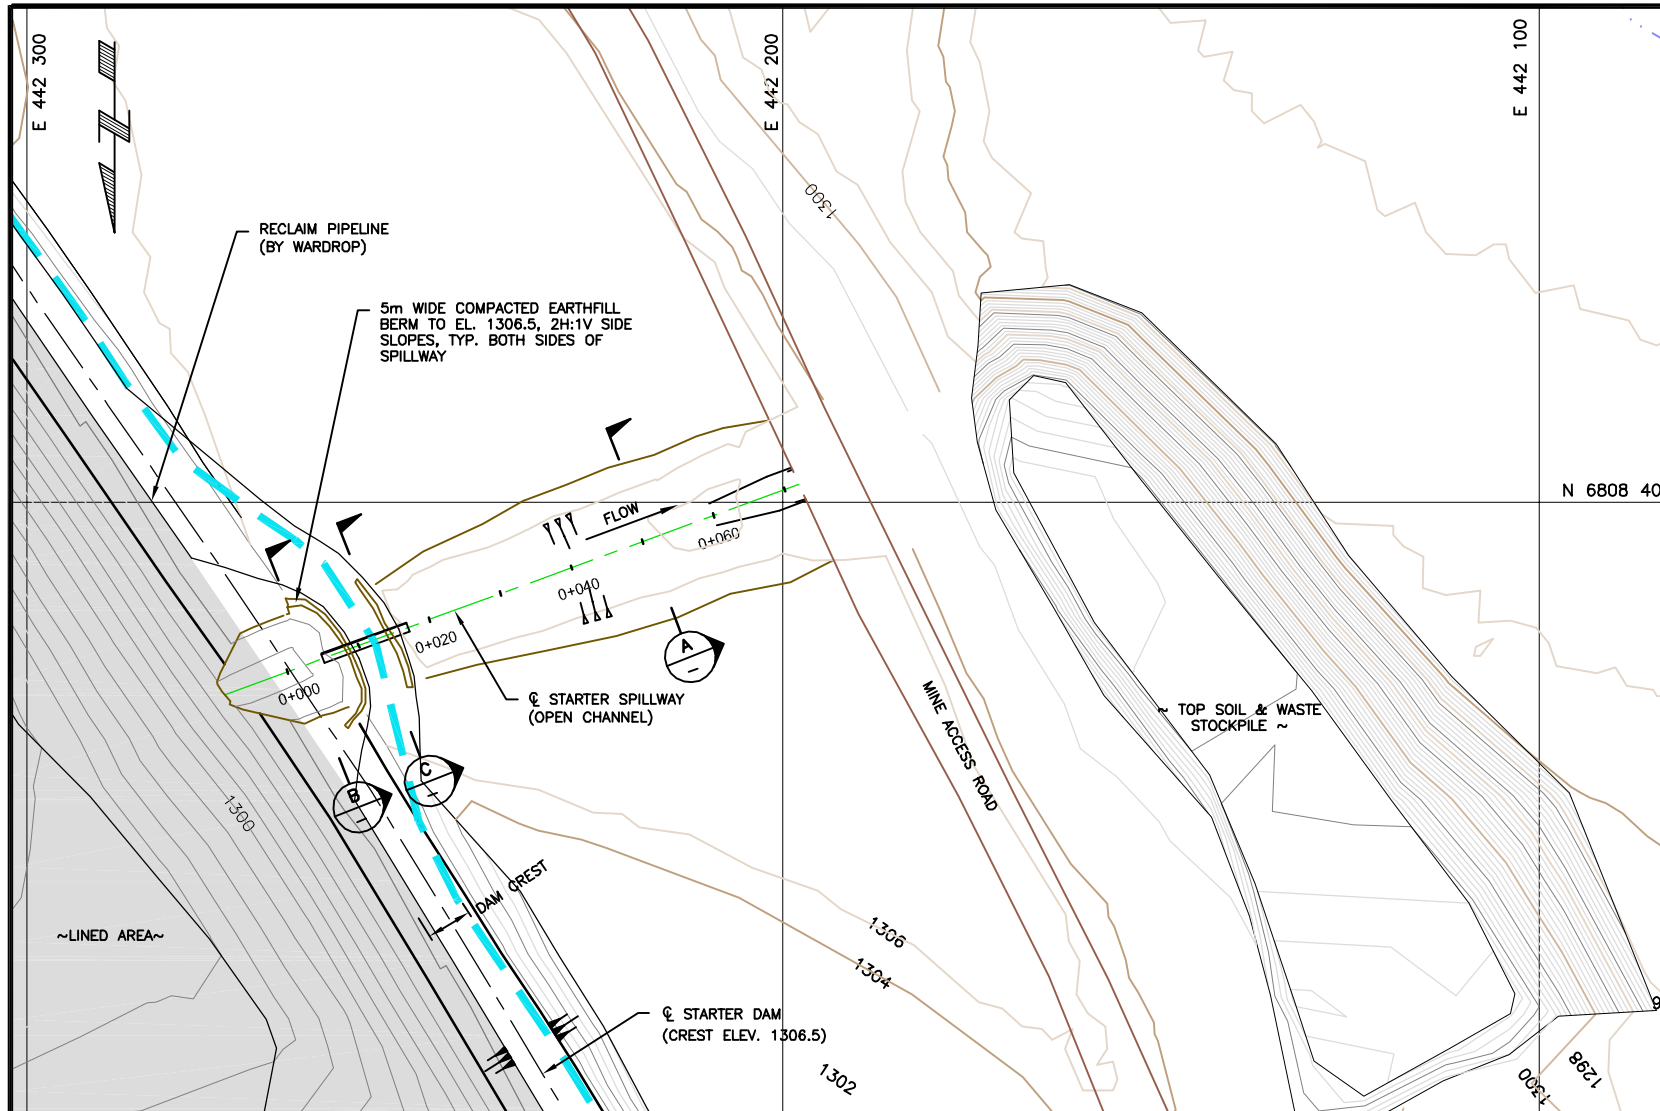 E 442 300
E 442 200
E 442 100
1300
RECLAIM PIPELINE
(BY WARDROP)
5m WIDE COMPACTED EARTHFILL
BERM TO EL. 1306.5, 2H:1V SIDE
SLOPES, TYP. BOTH SIDES OF
SPILLWAY
N 6808 40
FLOW
0+060
0+040
0+020
0+000
A
–
℄ STARTER SPILLWAY
(OPEN CHANNEL)
MINE ACCESS ROAD
~ TOP SOIL & WASTE
STOCKPILE ~
C
–
B
–
1300
DAM CREST
~LINED AREA~
1306
1304
℄ STARTER DAM
(CREST ELEV. 1306.5)
1302
1300
1298